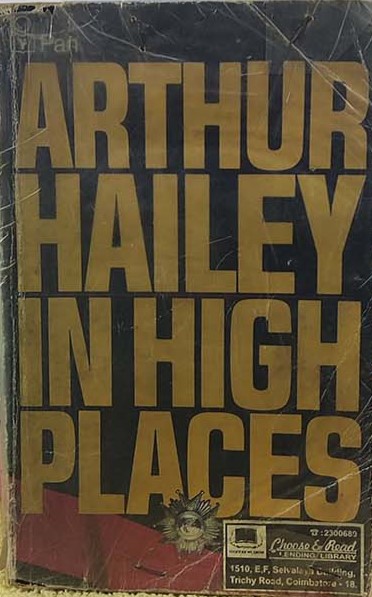 Pan
ARTHUR
HAILEY
IN HIGH
PLACES
☎:2300689
Choose & Read
LENDING LIBRARY
1510, E.F, Selvalaya Building,
Trichy Road, Coimbatore - 18.